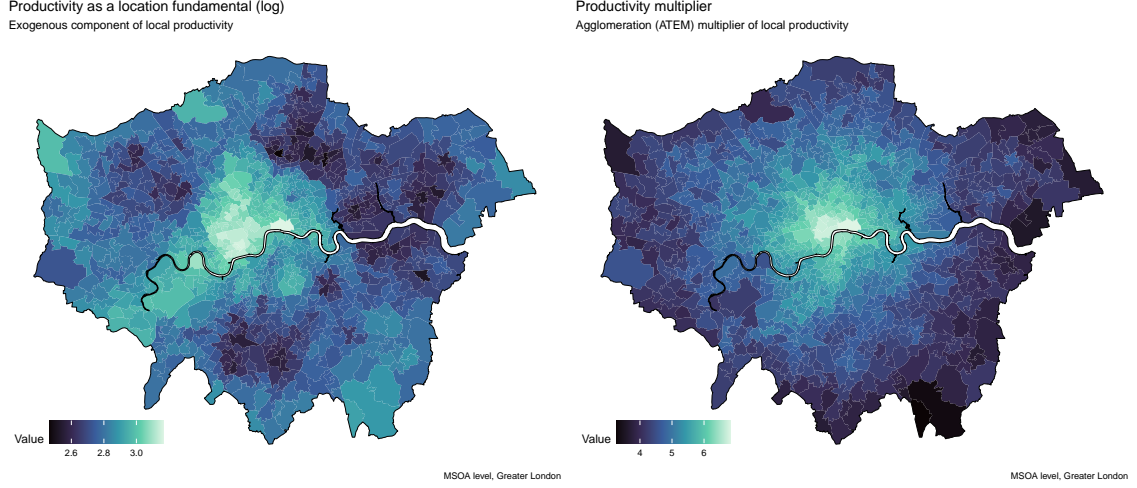 Productivity as a location fundamental (log)
Exogenous component of local productivity
Value
2.6 2.8 3.0
MSOA level, Greater London
Productivity multiplier
Agglomeration (ATEM) multiplier of local productivity
Value
4 5 6
MSOA level, Greater London